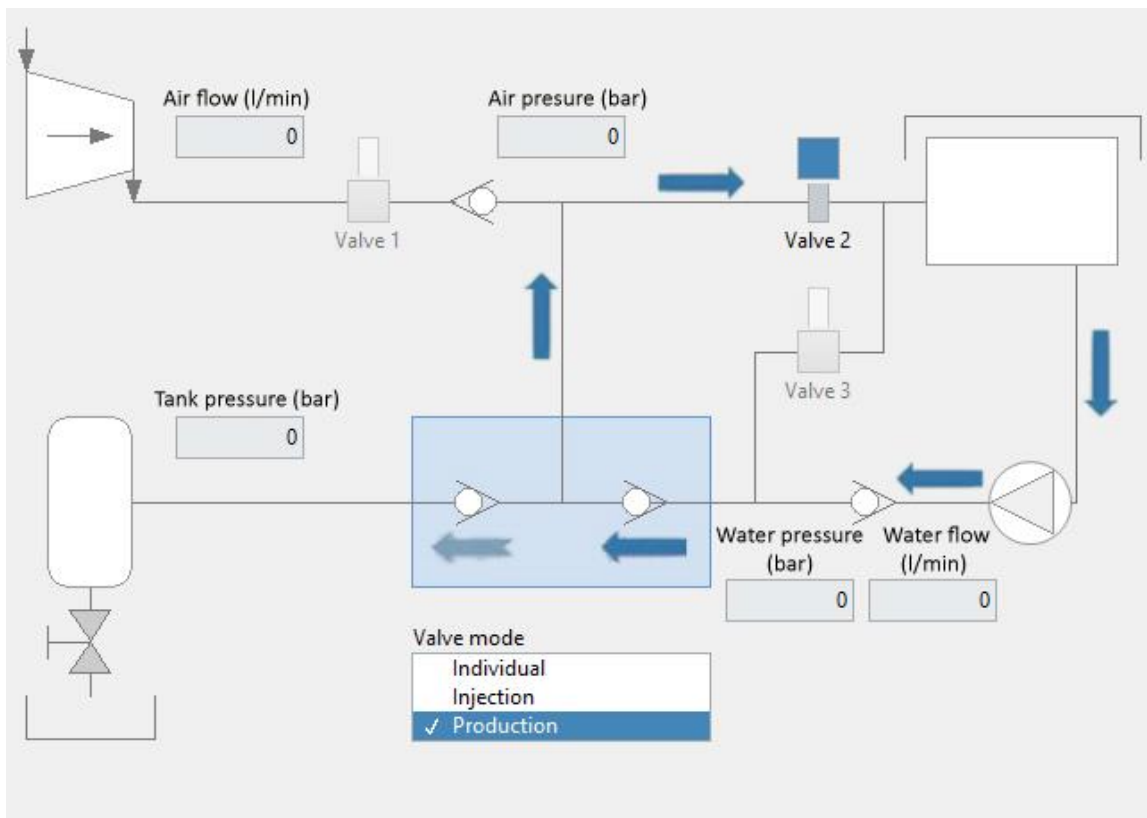 Air flow (l/min)
0
Air presure (bar)
0
Valve 1
Valve 2
Valve 3
Tank pressure (bar)
0
Water pressure
(bar)
0
Water flow
(l/min)
0
Valve mode
Individual
Injection
✓ Production